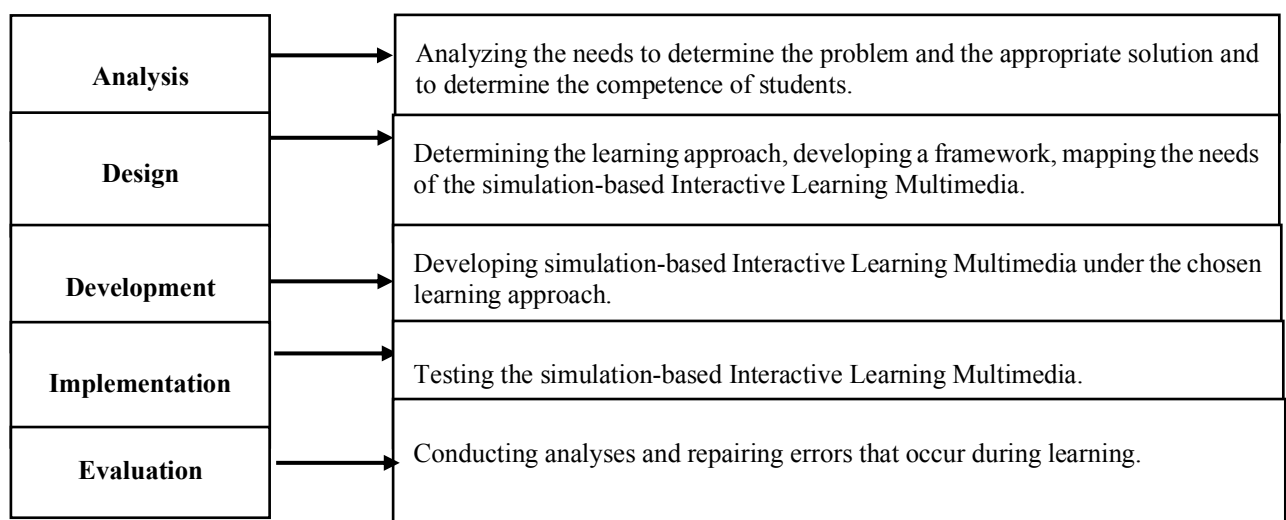 Analysis
Analyzing the needs to determine the problem and the appropriate solution and
to determine the competence of students.
Design
Determining the learning approach, developing a framework, mapping the needs
of the simulation-based Interactive Learning Multimedia.
Development
Developing simulation-based Interactive Learning Multimedia under the chosen
learning approach.
Implementation
Testing the simulation-based Interactive Learning Multimedia.
Evaluation
Conducting analyses and repairing errors that occur during learning.